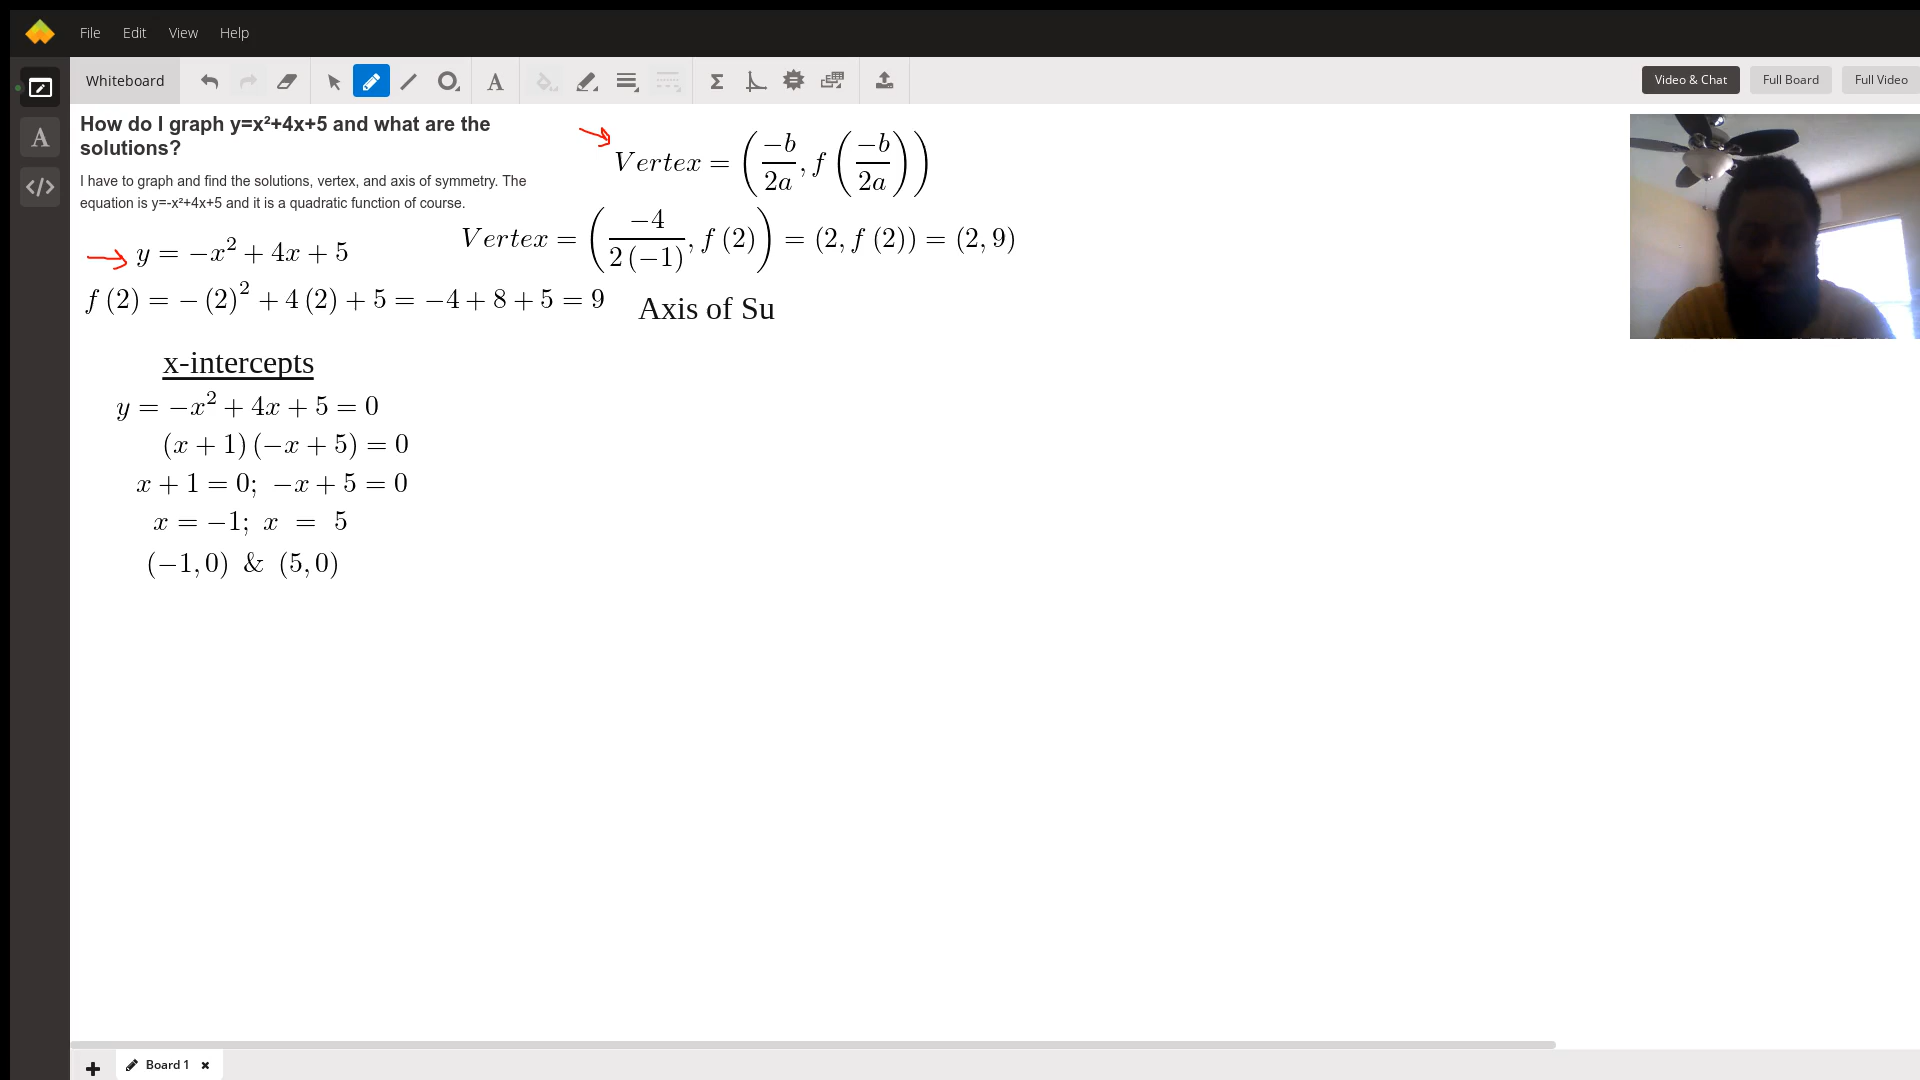 File Edit View Help
Whiteboard
Video & Chat Full Board Full Video
How do I graph y=x²+4x+5 and what are the
solutions?
I have to graph and find the solutions, vertex, and axis of symmetry. The
equation is y=-x²+4x+5 and it is a quadratic function of course.
Vertex = (−b/2a, f(−b/2a))
Vertex = (−4/2(−1), f(2)) = (2, f(2)) = (2, 9)
y = −x² + 4x + 5
f(2) = −(2)² + 4(2) + 5 = −4 + 8 + 5 = 9
Axis of Su
x-intercepts
y = −x² + 4x + 5 = 0
(x + 1)(−x + 5) = 0
x + 1 = 0; −x + 5 = 0
x = −1; x = 5
(−1, 0) & (5, 0)
Board 1